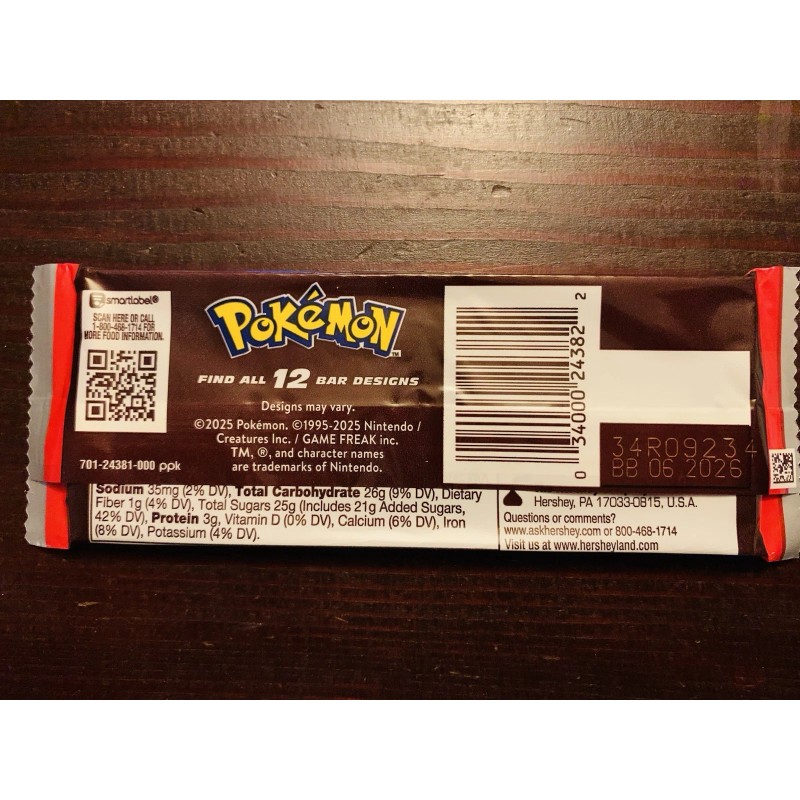 smartlabel®
SCAN HERE OR CALL
1-800-468-1714 FOR
MORE FOOD INFORMATION.
POKéMON™
FIND ALL 12 BAR DESIGNS
Designs may vary.
©2025 Pokémon. ©1995-2025 Nintendo /
Creatures Inc. / GAME FREAK inc.
TM, ®, and character names
are trademarks of Nintendo.
701-24381-000 ppk
0 34000 24382 2
34R09234
BB 06 2026
Sodium 35mg (2% DV), Total Carbohydrate 26g (9% DV), Dietary
Fiber 1g (4% DV), Total Sugars 25g (Includes 21g Added Sugars,
42% DV), Protein 3g, Vitamin D (0% DV), Calcium (6% DV), Iron
(8% DV), Potassium (4% DV).
Hershey, PA 17033-0815, U.S.A.
Questions or comments?
www.askhershey.com or 800-468-1714
Visit us at www.hersheyland.com